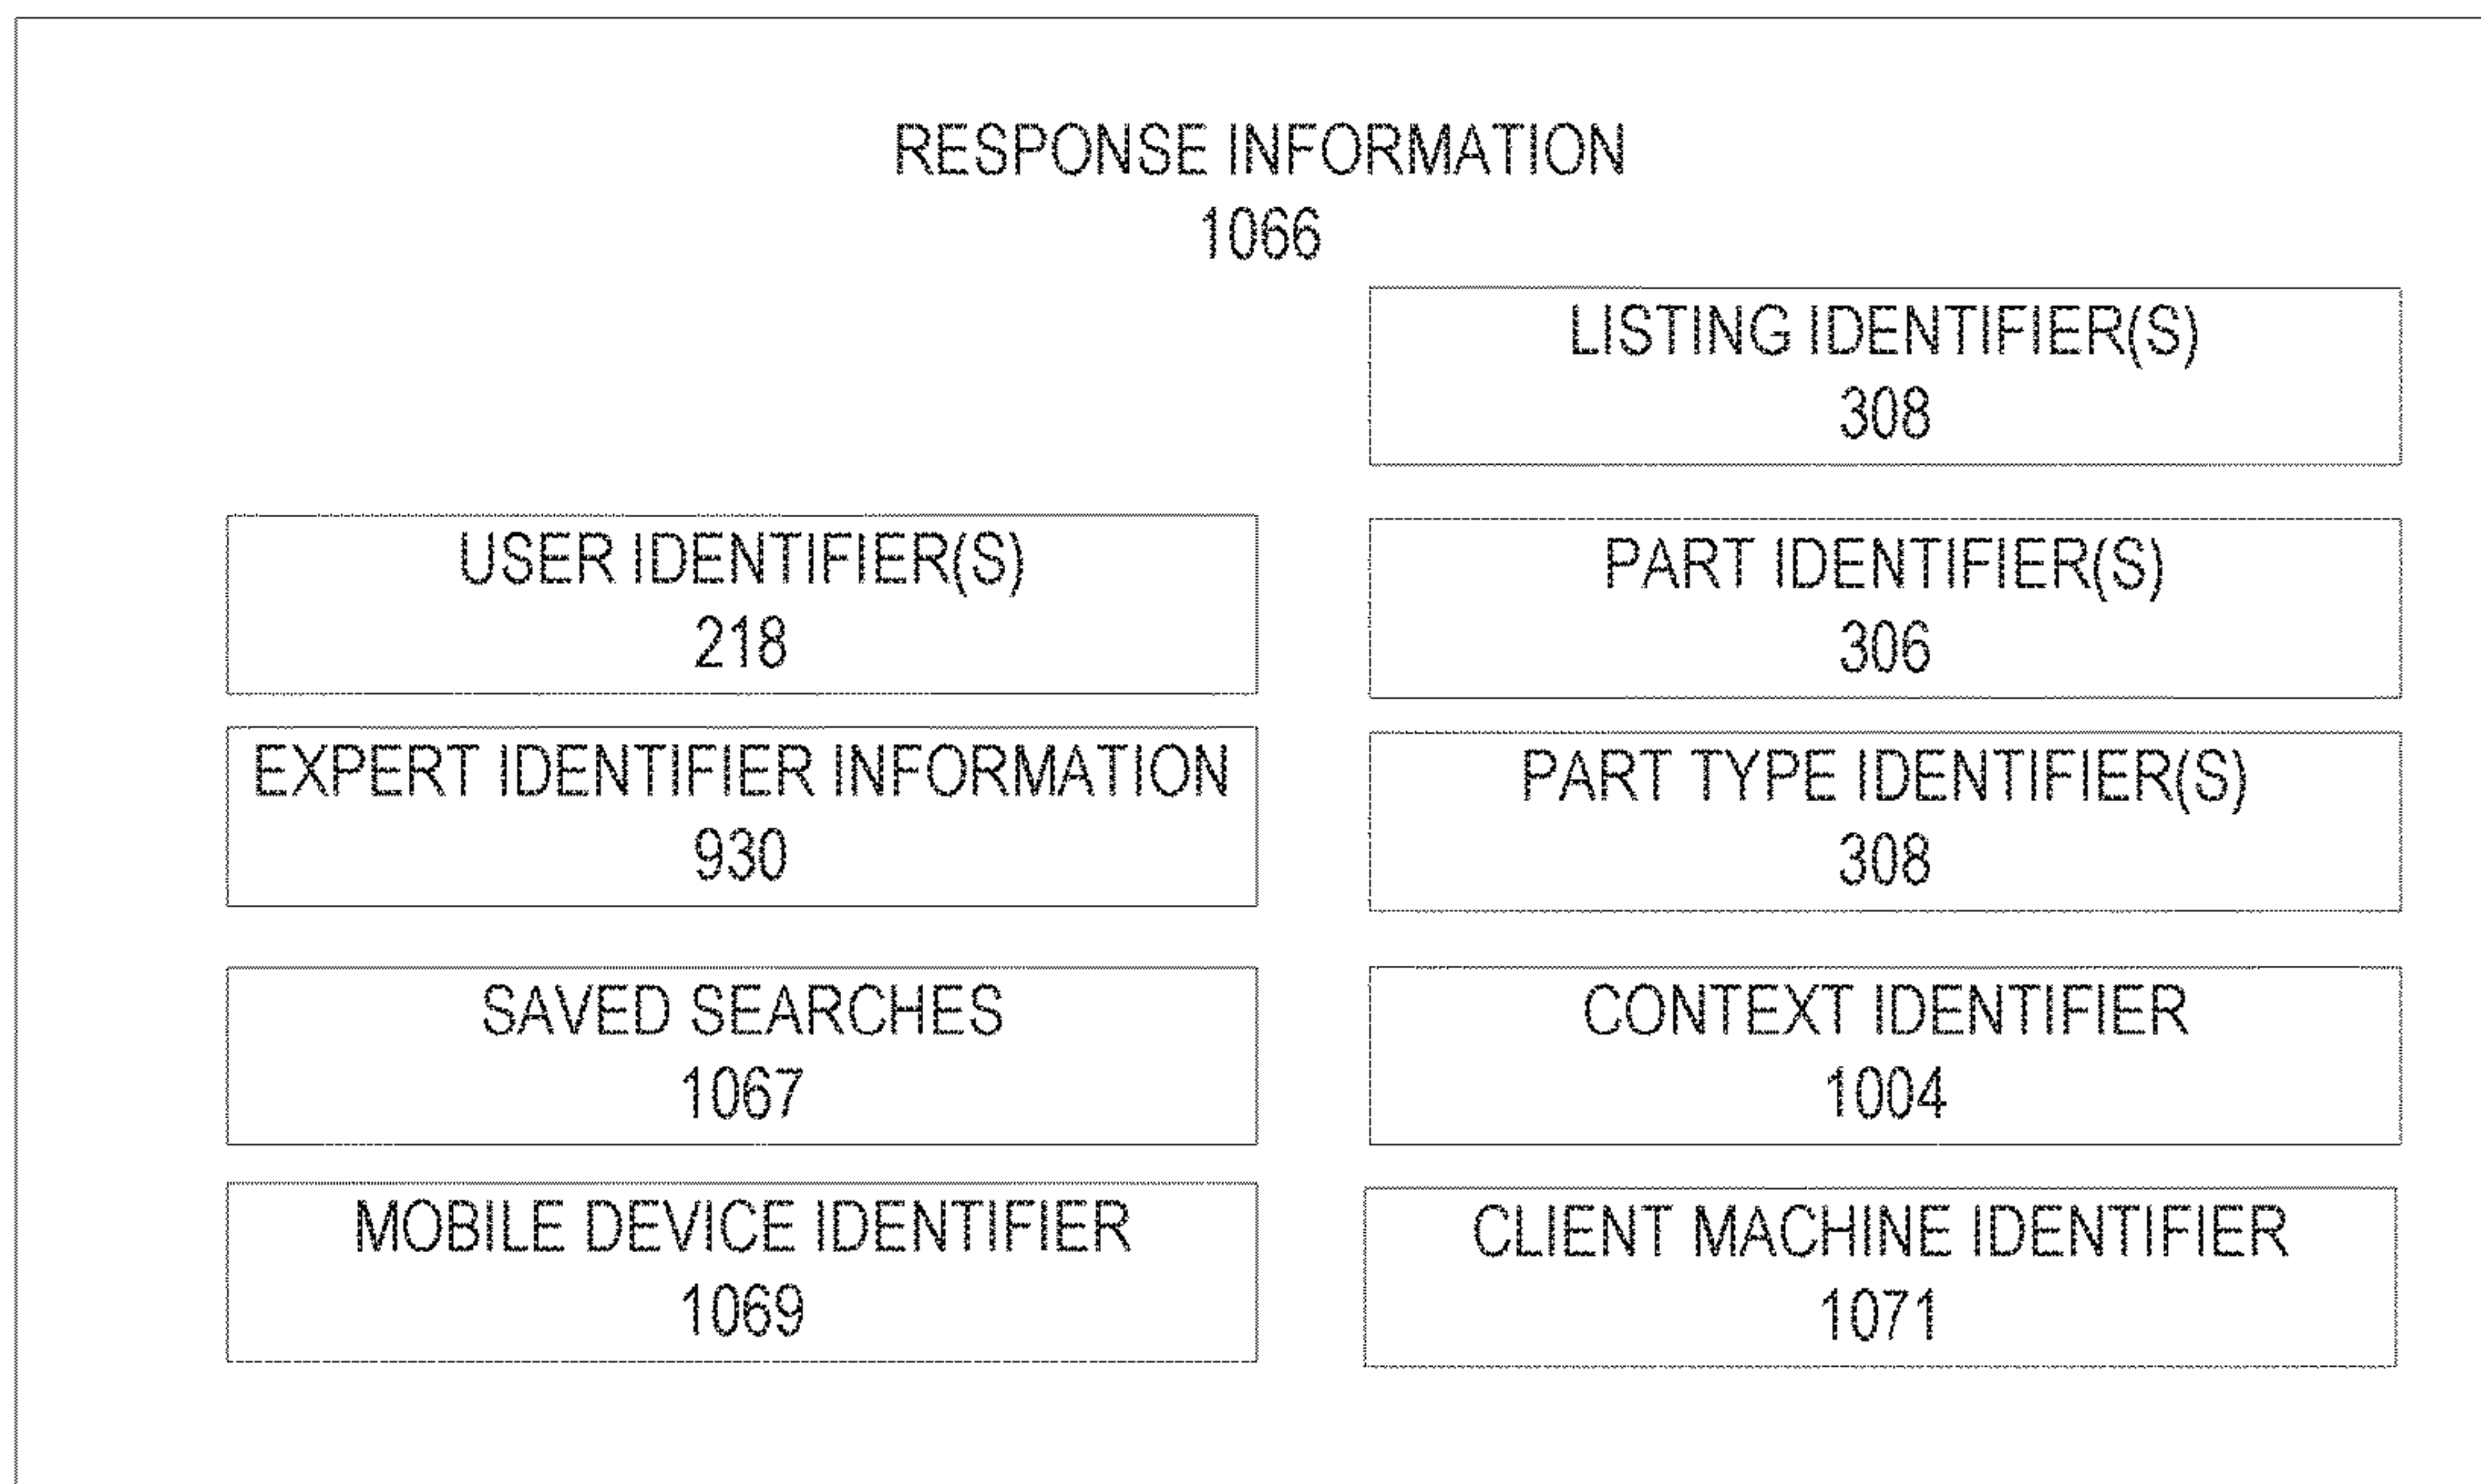 RESPONSE INFORMATION
1066
LISTING IDENTIFIER(S)
308
USER IDENTIFIER(S)
218
PART IDENTIFIER(S)
306
EXPERT IDENTIFIER INFORMATION
930
PART TYPE IDENTIFIER(S)
308
SAVED SEARCHES
1067
CONTEXT IDENTIFIER
1004
MOBILE DEVICE IDENTIFIER
1069
CLIENT MACHINE IDENTIFIER
1071